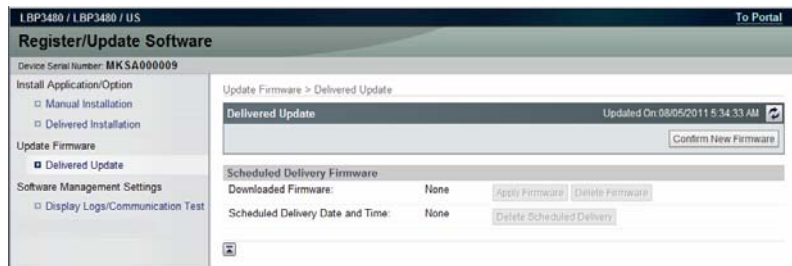 LBP3480 / LBP3480 / US
To Portal
Register/Update Software
Device Serial Number: MKSA000009
Install Application/Option
Manual Installation
Delivered Installation
Update Firmware
Delivered Update
Software Management Settings
Display Logs/Communication Test
Update Firmware > Delivered Update
Delivered Update
Updated On:08/05/2011 5:34:33 AM
Confirm New Firmware
Scheduled Delivery Firmware
Downloaded Firmware: None Apply Firmware Delete Firmware
Scheduled Delivery Date and Time: None Delete Scheduled Delivery